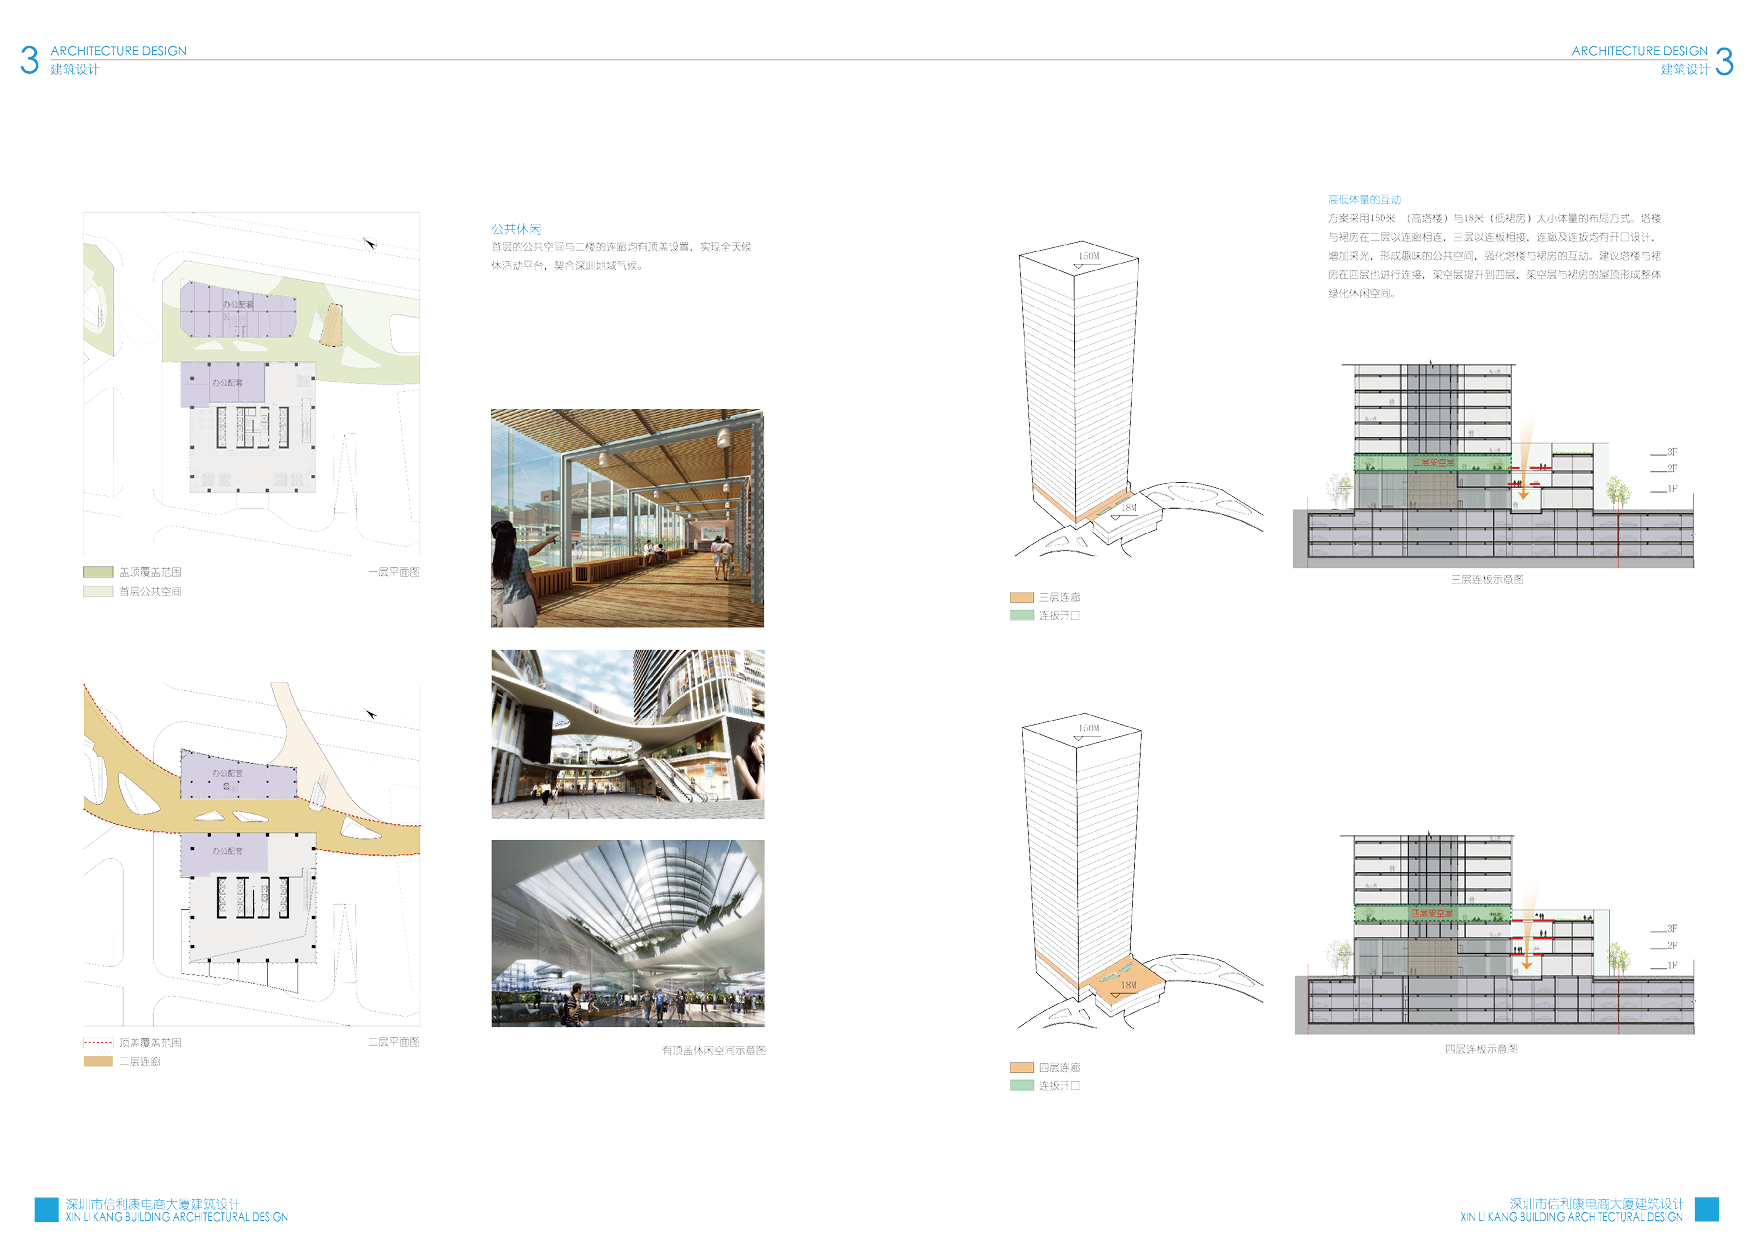 3
ARCHITECTURE DESIGN
建筑设计
ARCHITECTURE DESIGN
建筑设计
3
公共休闲
首层的公共空间与二楼的连廊均有顶盖设置，实现全天候
休活动平台，契合深圳地域气候。
高低体量的互动
方案采用150米 （高塔楼）与18米（低裙房）大小体量的布局方式。塔楼
与裙房在二层以连廊相连，三层以连板相接，连廊及连板均有开口设计，
增加采光，形成趣味的公共空间，强化塔楼与裙房的互动。建议塔楼与裙
房在四层也进行连接，架空层提升到四层，架空层与裙房的屋顶形成整体
绿化休闲空间。
办公配套
办公配套
盖顶覆盖范围
首层公共空间
一层平面图
办公配套
办公配套
顶盖覆盖范围
二层连廊
二层平面图
有顶盖休闲空间示意图
150M
18M
三层连廊
连板开口
3F
2F
1F
三层连板示意图
150M
18M
四层连廊
连板开口
四层架空层
3F
2F
1F
四层连板示意图
深圳市信利康电商大厦建筑设计
XIN LI KANG BUILDING ARCHITECTURAL DESIGN
深圳市信利康电商大厦建筑设计
XIN LI KANG BUILDING ARCHITECTURAL DESIGN